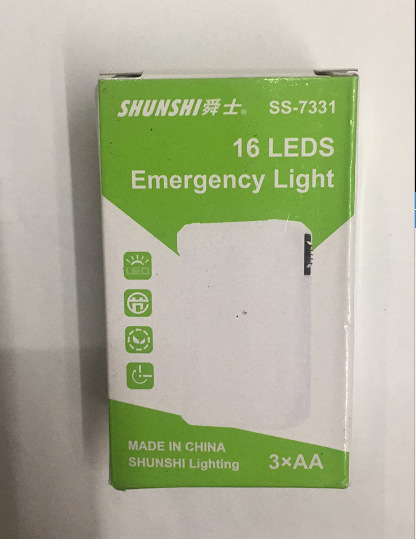 SHUNSHI舜士® SS-7331
16 LEDS
Emergency Light
LED
MADE IN CHINA
SHUNSHI Lighting 3×AA